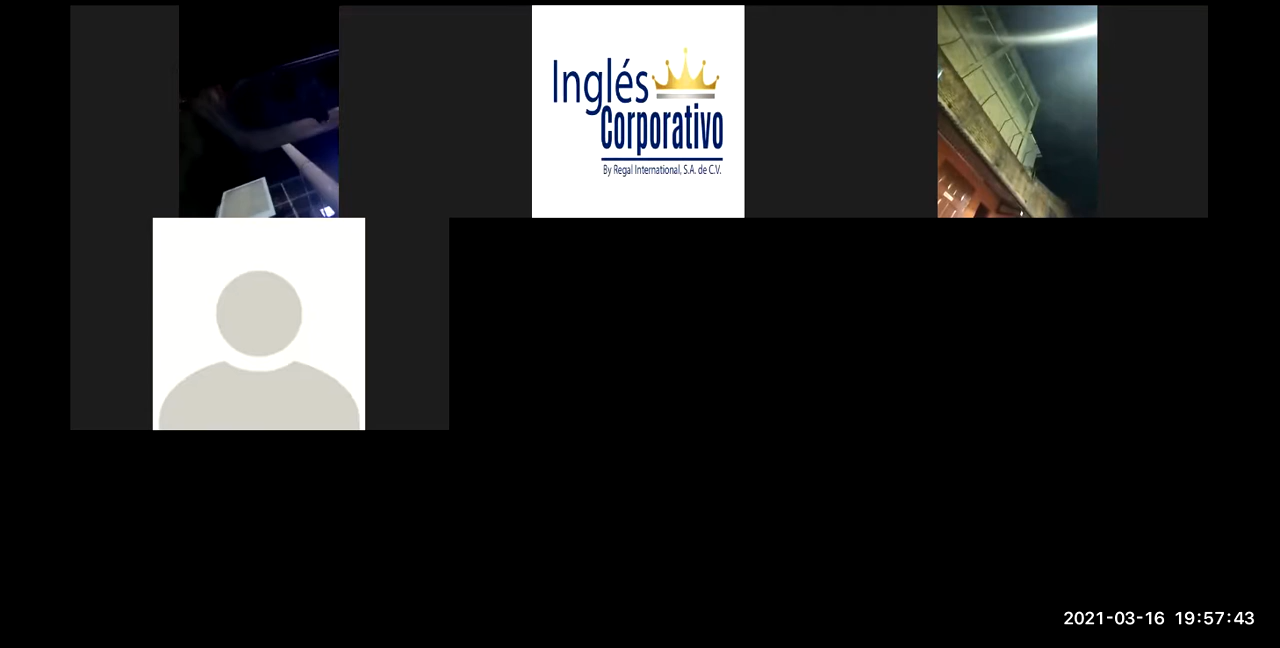 Inglés
Corporativo
By Regal International, S.A. de C.V.
2021-03-16 19:57:43